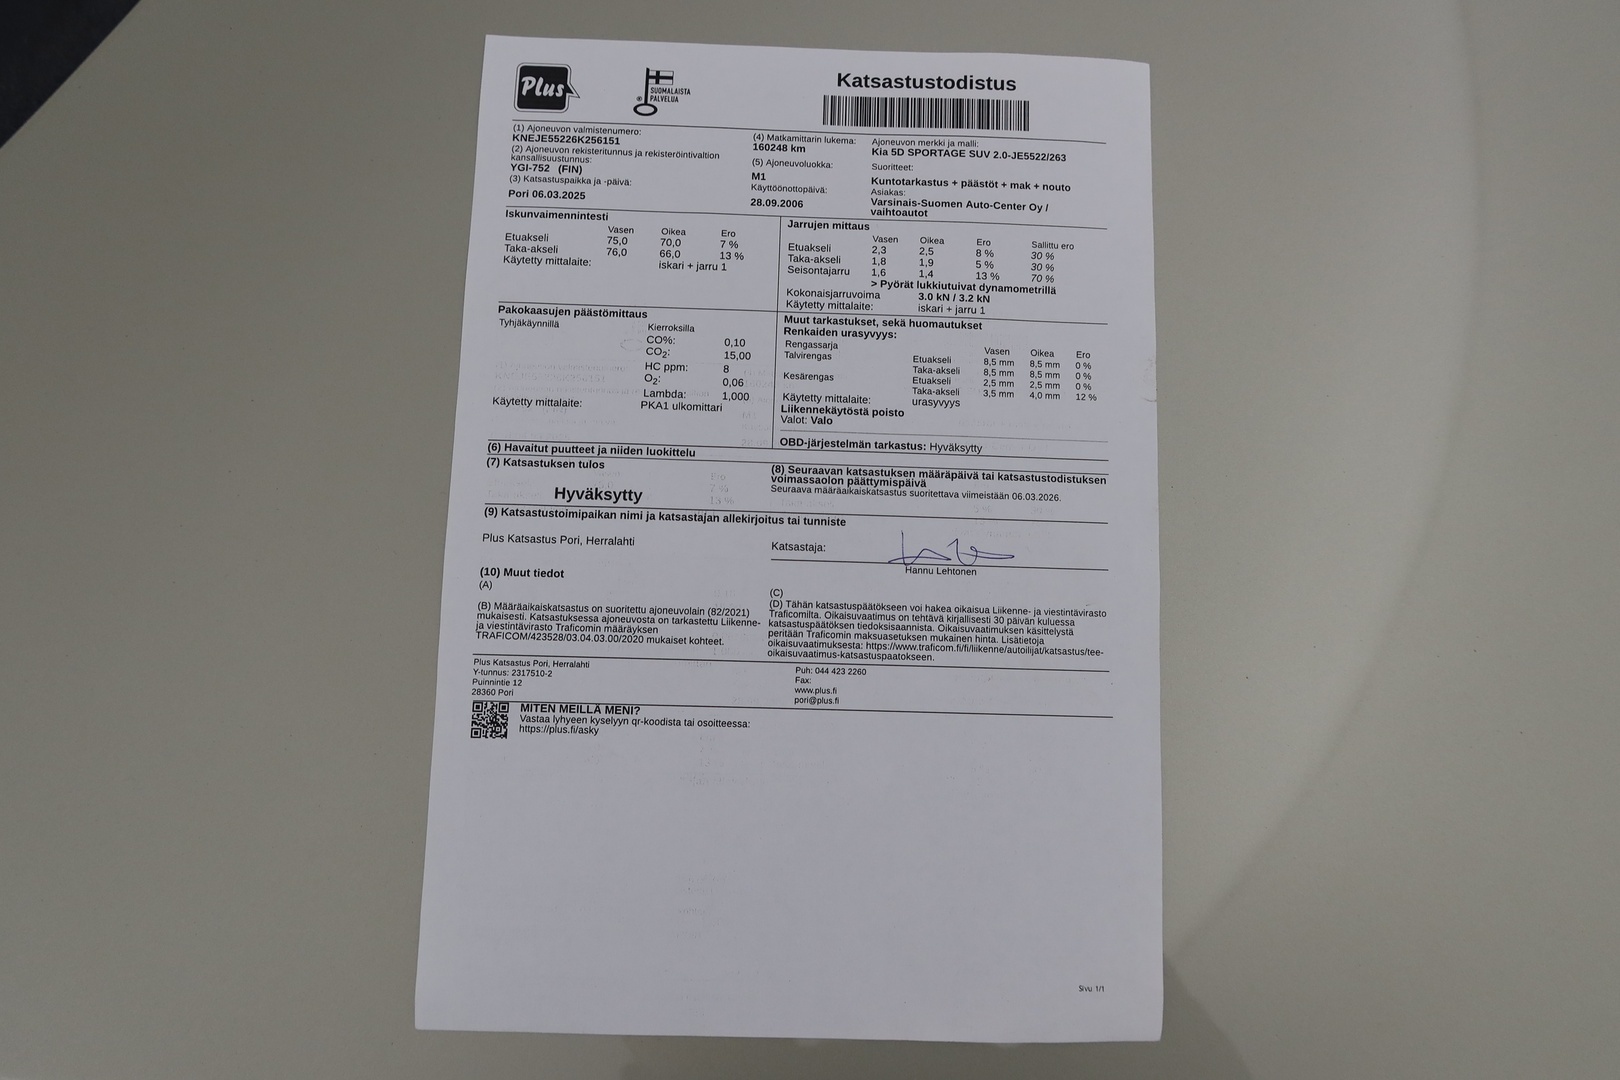 Plus
SUOMALAISTA
PALVELUA
Katsastustodistus
(1) Ajoneuvon valmistenumero:
KNEJE55226K256151
(2) Ajoneuvon rekisteritunnus ja rekisteröintivaltion
kansallisuustunnus:
YGI-752 (FIN)
(3) Katsastuspaikka ja -päivä:
Pori 06.03.2025
(4) Matkamittarin lukema:
160248 km
(5) Ajoneuvoluokka:
M1
Käyttöönottopäivä:
28.09.2006
Ajoneuvon merkki ja malli:
Kia 5D SPORTAGE SUV 2.0-JE5522/263
Suoritteet:
Kuntotarkastus + päästöt + mak + nouto
Asiakas:
Varsinais-Suomen Auto-Center Oy /
vaihtoautot
Iskunvaimennintesti
Vasen Oikea Ero
Etuakseli 75,0 70,0 7 %
Taka-akseli 76,0 66,0 13 %
Käytetty mittalaite: iskari + jarru 1
Jarrujen mittaus
Vasen Oikea Ero Sallittu ero
Etuakseli 2,3 2,5 8 % 30 %
Taka-akseli 1,8 1,9 5 % 30 %
Seisontajarru 1,6 1,4 13 % 70 %
> Pyörät lukkiutuivat dynamometrillä
Kokonaisjarruvoima 3.0 kN / 3.2 kN
Käytetty mittalaite: iskari + jarru 1
Pakokaasujen päästömittaus
Tyhjäkäynnillä Kierroksilla
CO%: 0,10
CO2: 15,00
HC ppm: 8
O2: 0,06
Lambda: 1,000
Käytetty mittalaite: PKA1 ulkomittari
Muut tarkastukset, sekä huomautukset
Renkaiden urasyvyys:
Rengassarja Vasen Oikea Ero
Talvirengas Etuakseli 8,5 mm 8,5 mm 0 %
Taka-akseli 8,5 mm 8,5 mm 0 %
Kesärengas Etuakseli 2,5 mm 2,5 mm 0 %
Taka-akseli 3,5 mm 4,0 mm 12 %
Käytetty mittalaite: urasyvyys
Liikennekäytöstä poisto
Valot: Valo
OBD-järjestelmän tarkastus: Hyväksytty
(6) Havaitut puutteet ja niiden luokittelu
(7) Katsastuksen tulos
Hyväksytty
(8) Seuraavan katsastuksen määräpäivä tai katsastustodistuksen
voimassaolon päättymispäivä
Seuraava määräaikaiskatsastus suoritettava viimeistään 06.03.2026.
(9) Katsastustoimipaikan nimi ja katsastajan allekirjoitus tai tunniste
Plus Katsastus Pori, Herralahti
Katsastaja:
Hannu Lehtonen
(10) Muut tiedot
(A)
(B) Määräaikaiskatsastus on suoritettu ajoneuvolain (82/2021)
mukaisesti. Katsastuksessa ajoneuvosta on tarkastettu Liikenne-
ja viestintävirasto Traficomin määräyksen
TRAFICOM/423528/03.04.03.00/2020 mukaiset kohteet.
(C)
(D) Tähän katsastuspäätökseen voi hakea oikaisua Liikenne- ja viestintävirasto
Traficomilta. Oikaisuvaatimus on tehtävä kirjallisesti 30 päivän kuluessa
katsastuspäätöksen tiedoksisaannista. Oikaisuvaatimuksen käsittelystä
peritään Traficomin maksuasetuksen mukainen hinta. Lisätietoja
oikaisuvaatimuksesta: https://www.traficom.fi/fi/liikenne/autoilijat/katsastus/tee-
oikaisuvaatimus-katsastuspaatokseen.
Plus Katsastus Pori, Herralahti
Y-tunnus: 2317510-2
Puinnintie 12
28360 Pori
Puh: 044 423 2260
Fax:
www.plus.fi
pori@plus.fi
MITEN MEILLÄ MENI?
Vastaa lyhyeen kyselyyn qr-koodista tai osoitteessa:
https://plus.fi/asky
Sivu 1/1